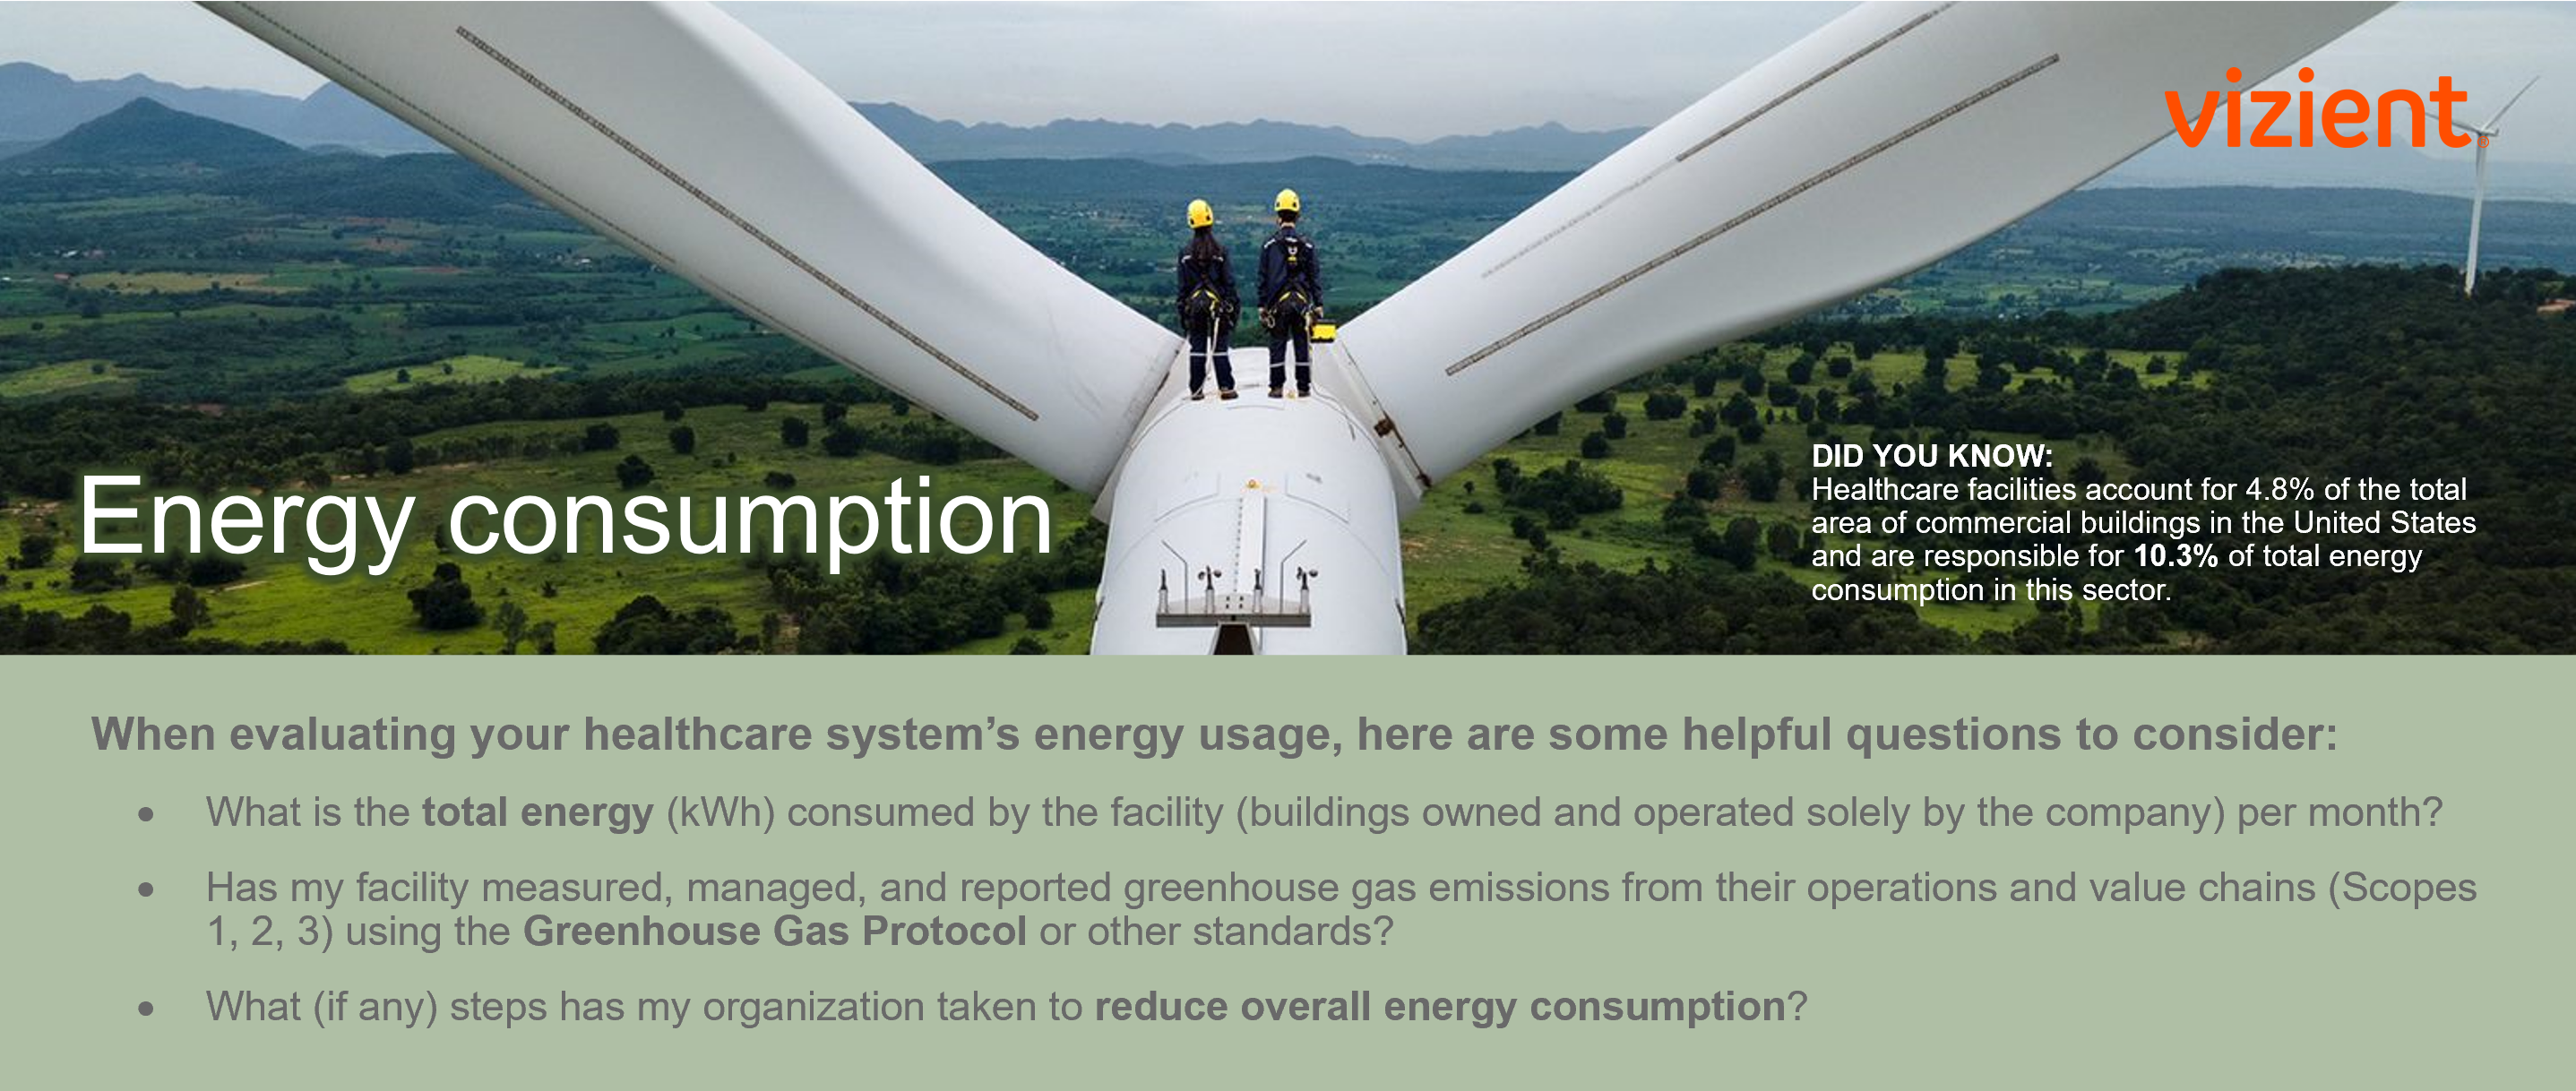 vizient®
Energy consumption
DID YOU KNOW:
Healthcare facilities account for 4.8% of the total
area of commercial buildings in the United States
and are responsible for 10.3% of total energy
consumption in this sector.
When evaluating your healthcare system’s energy usage, here are some helpful questions to consider:
• What is the total energy (kWh) consumed by the facility (buildings owned and operated solely by the company) per month?
• Has my facility measured, managed, and reported greenhouse gas emissions from their operations and value chains (Scopes
1, 2, 3) using the Greenhouse Gas Protocol or other standards?
• What (if any) steps has my organization taken to reduce overall energy consumption?